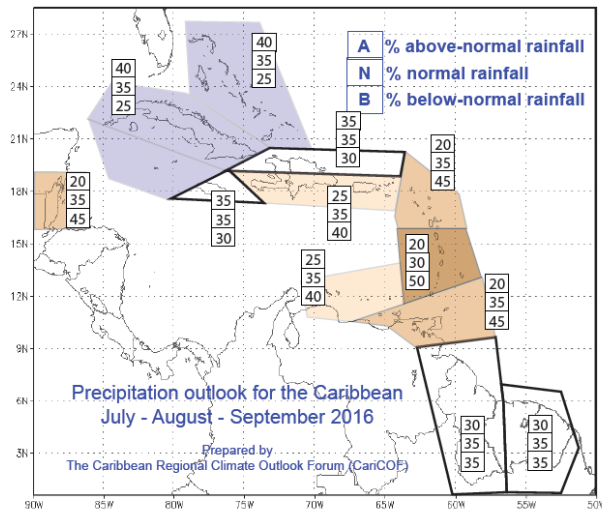 27N
24N
21N
18N
15N
12N
9N
6N
3N
90W
85W
80W
75W
70W
65W
60W
55W
50W
A % above-normal rainfall
N % normal rainfall
B % below-normal rainfall
40
35
25
40
35
25
35
35
30
20
35
45
20
35
45
35
35
30
25
35
40
20
30
50
25
35
40
20
35
45
30
35
35
30
35
35
Precipitation outlook for the Caribbean
July - August - September 2016
Prepared by
The Caribbean Regional Climate Outlook Forum (CariCOF)